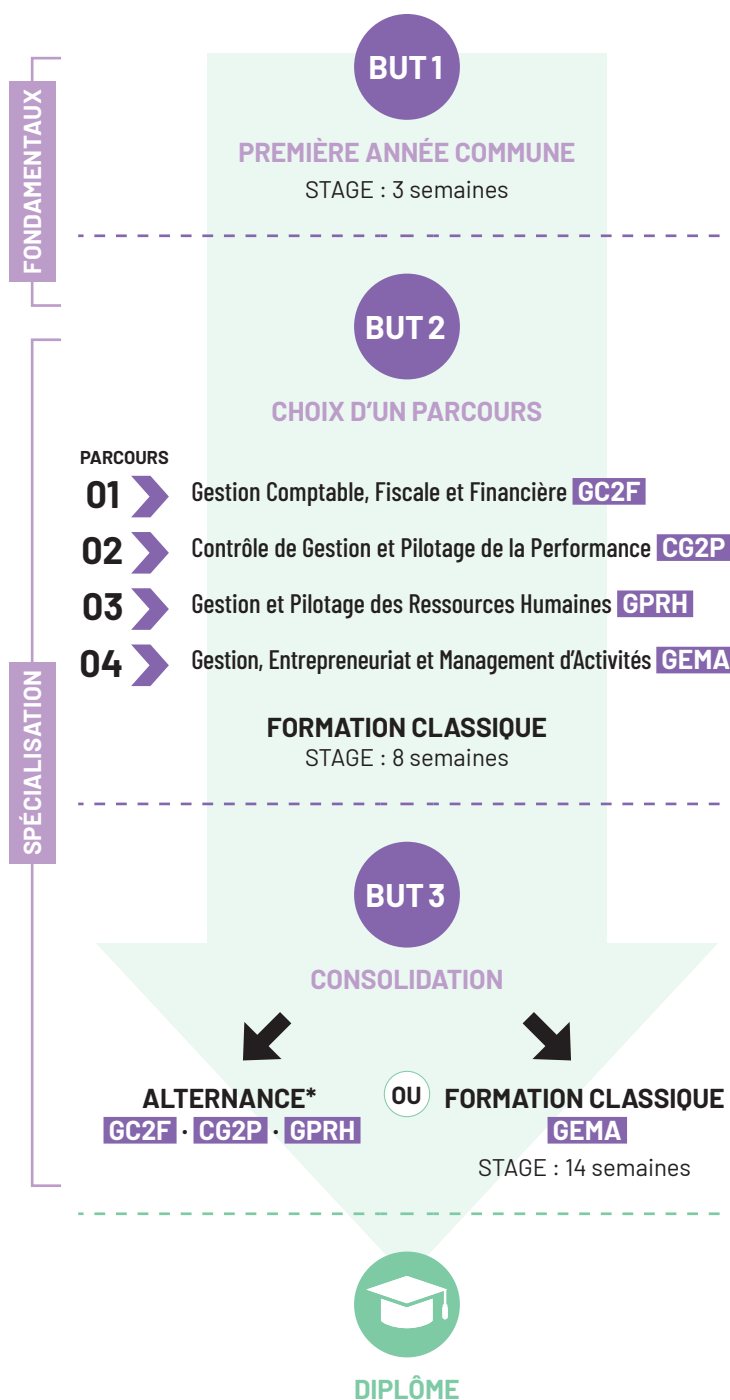 BUT 1
FONDAMENTAUX
PREMIÈRE ANNÉE COMMUNE
STAGE : 3 semaines
BUT 2
CHOIX D'UN PARCOURS
PARCOURS
01 Gestion Comptable, Fiscale et Financière GC2F
02 Contrôle de Gestion et Pilotage de la Performance CG2P
03 Gestion et Pilotage des Ressources Humaines GPRH
04 Gestion, Entrepreneuriat et Management d'Activités GEMA
SPÉCIALISATION
FORMATION CLASSIQUE
STAGE : 8 semaines
BUT 3
CONSOLIDATION
ALTERNANCE*
GC2F · CG2P · GPRH
OU
FORMATION CLASSIQUE
GEMA
STAGE : 14 semaines
DIPLÔME